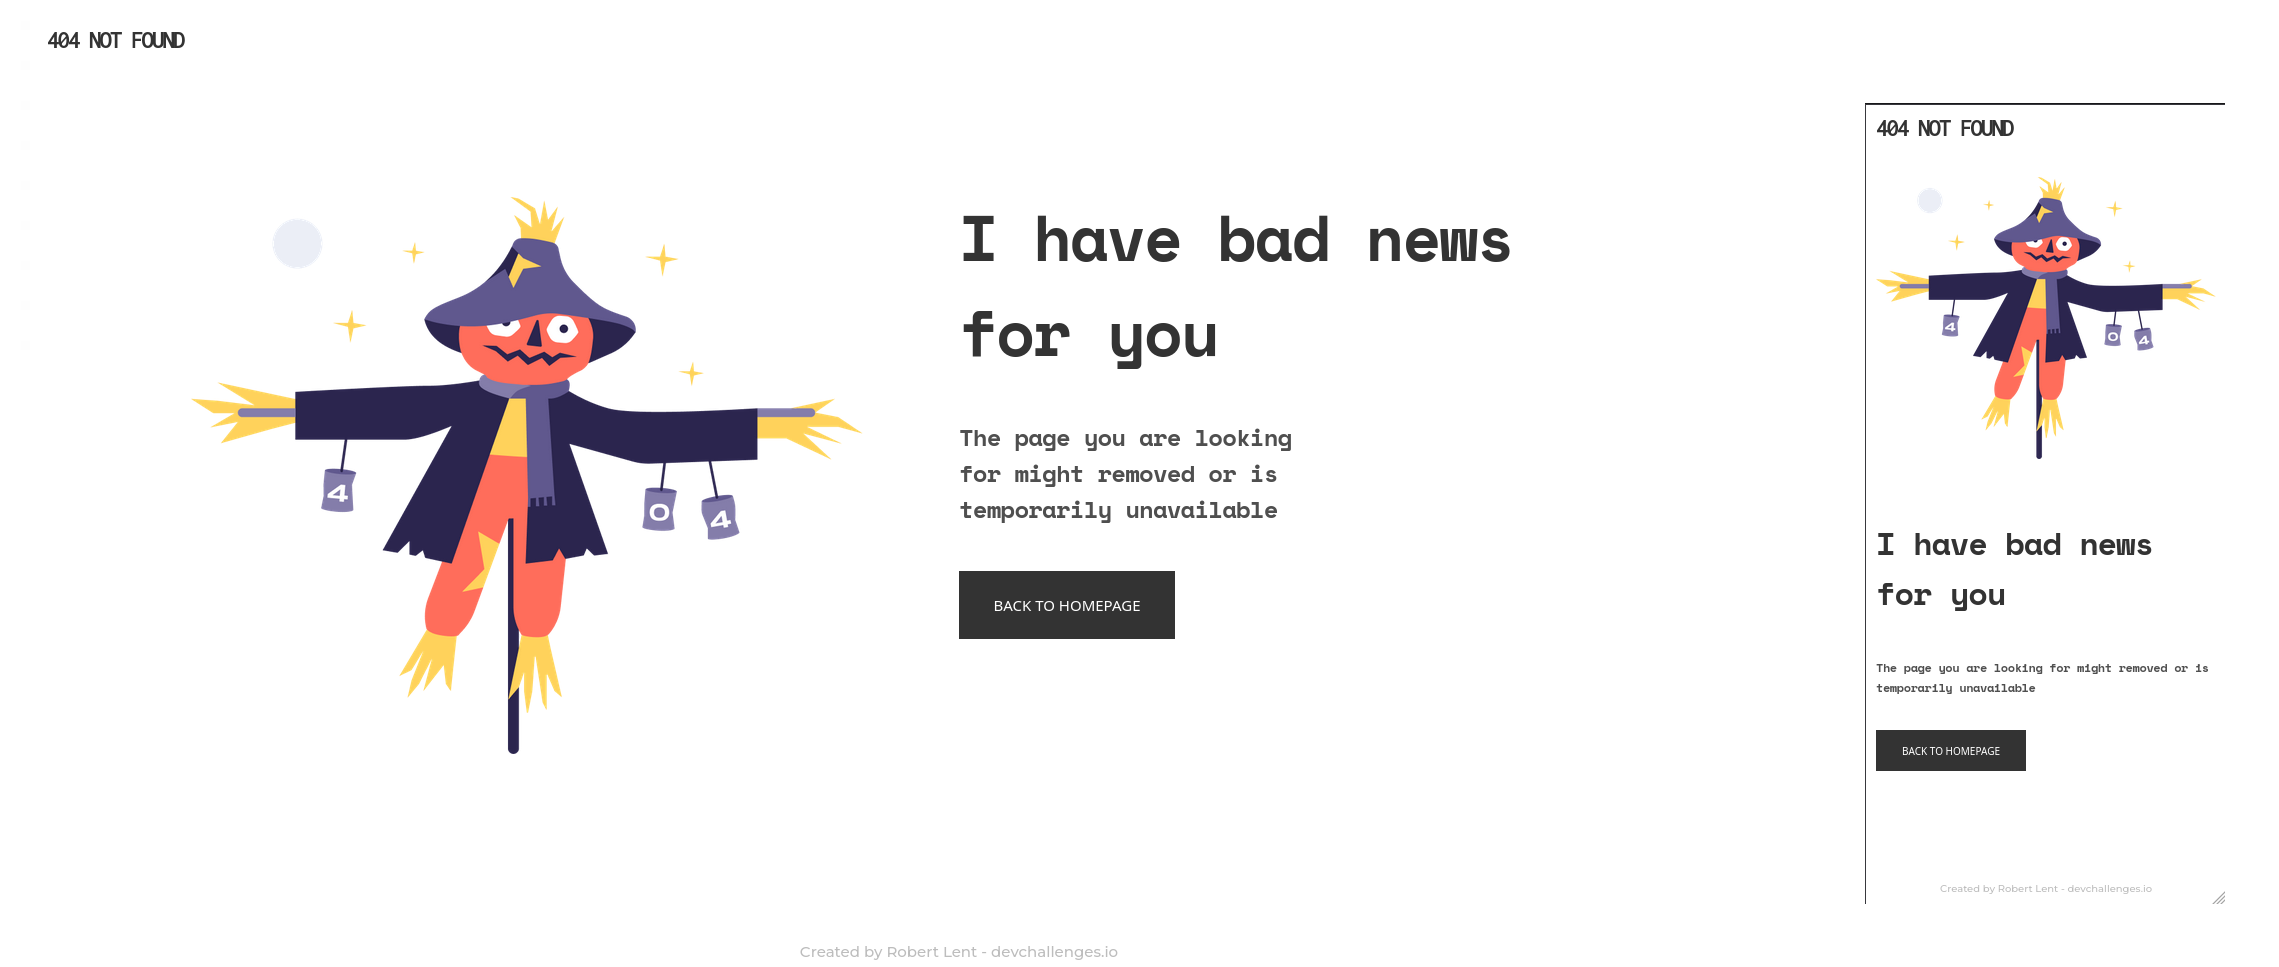 404 NOT FOUND
4
0
4
I have bad news
for you
The page you are looking
for might removed or is
temporarily unavailable
BACK TO HOMEPAGE
Created by Robert Lent - devchallenges.io
404 NOT FOUND
4
0
4
I have bad news
for you
The page you are looking for might removed or is
temporarily unavailable
BACK TO HOMEPAGE
Created by Robert Lent - devchallenges.io